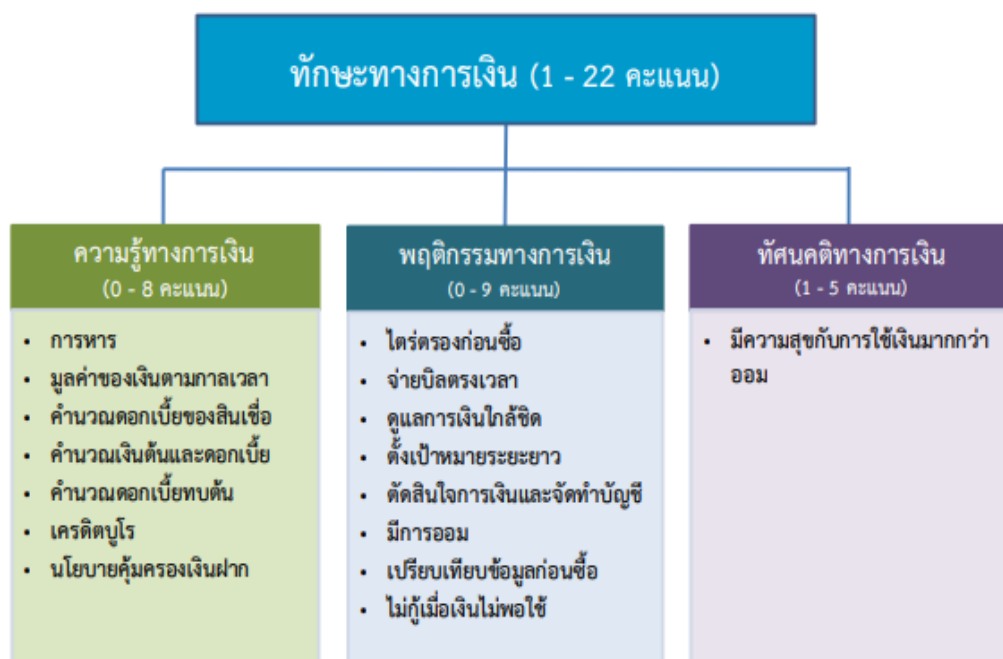 ทักษะทางการเงิน (1 - 22 คะแนน)
ความรู้ทางการเงิน
(0 - 8 คะแนน)
• การหาร
• มูลค่าของเงินตามกาลเวลา
• คำนวณดอกเบี้ยของสินเชื่อ
• คำนวณเงินต้นและดอกเบี้ย
• คำนวณดอกเบี้ยทบต้น
• เครดิตบูโร
• นโยบายคุ้มครองเงินฝาก
พฤติกรรมทางการเงิน
(0 - 9 คะแนน)
• ไตร่ตรองก่อนซื้อ
• จ่ายบิลตรงเวลา
• ดูแลการเงินใกล้ชิด
• ตั้งเป้าหมายระยะยาว
• ตัดสินใจการเงินและจัดทำบัญชี
• มีการออม
• เปรียบเทียบข้อมูลก่อนซื้อ
• ไม่กู้เมื่อเงินไม่พอใช้
ทัศนคติทางการเงิน
(1 - 5 คะแนน)
• มีความสุขกับการใช้เงินมากกว่า
ออม